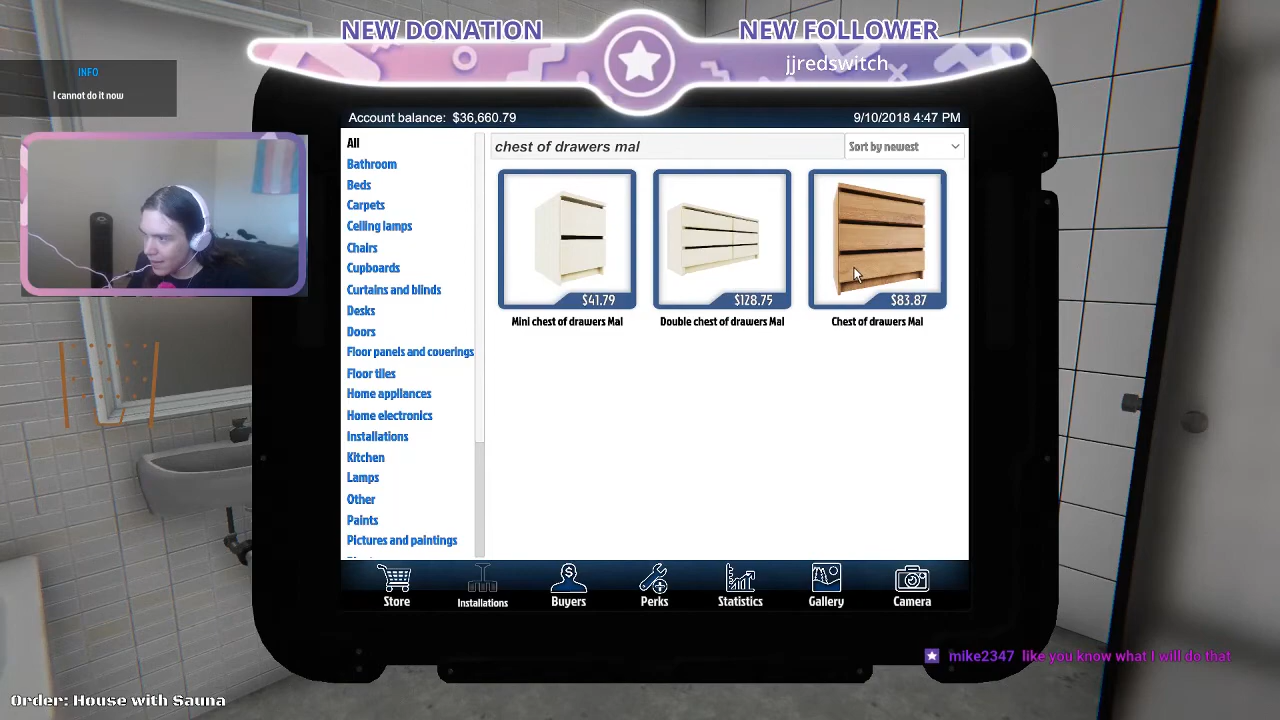 NEW DONATION
NEW FOLLOWER
jjredswitch
INFO
I cannot do it now
Account balance: $36,660.79
9/10/2018 4:47 PM
All
Bathroom
Beds
Carpets
Ceiling lamps
Chairs
Cupboards
Curtains and blinds
Desks
Doors
Floor panels and coverings
Floor tiles
Home appliances
Home electronics
Installations
Kitchen
Lamps
Other
Paints
Pictures and paintings
chest of drawers mal
Sort by newest
$41.79
$128.75
$83.87
Mini chest of drawers Mal
Double chest of drawers Mal
Chest of drawers Mal
Store
Installations
Buyers
Perks
Statistics
Gallery
Camera
mike2347 like you know what I will do that
Order: House with Sauna